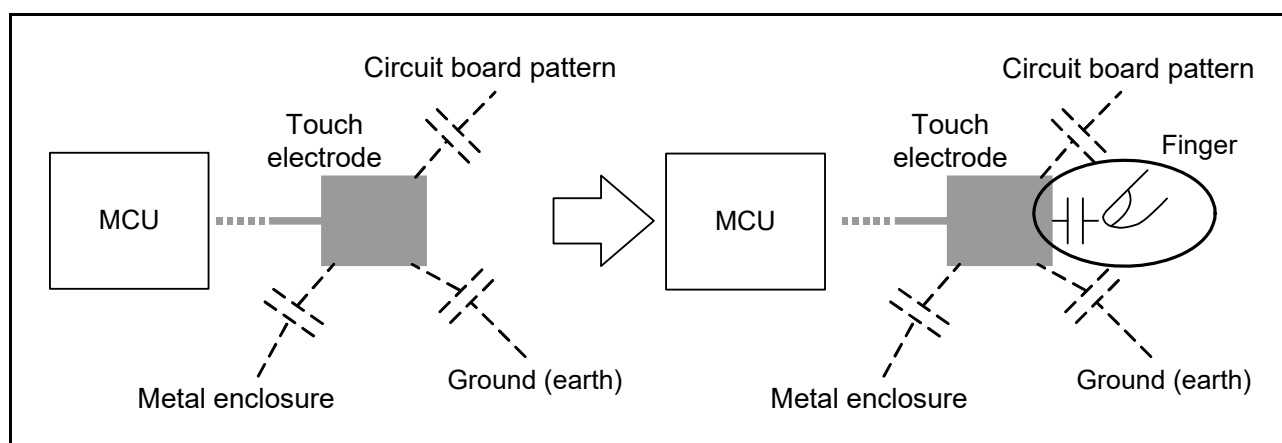 Circuit board pattern
Touch
electrode
MCU
Metal enclosure
Ground (earth)
Circuit board pattern
Touch
electrode
Finger
MCU
Metal enclosure
Ground (earth)